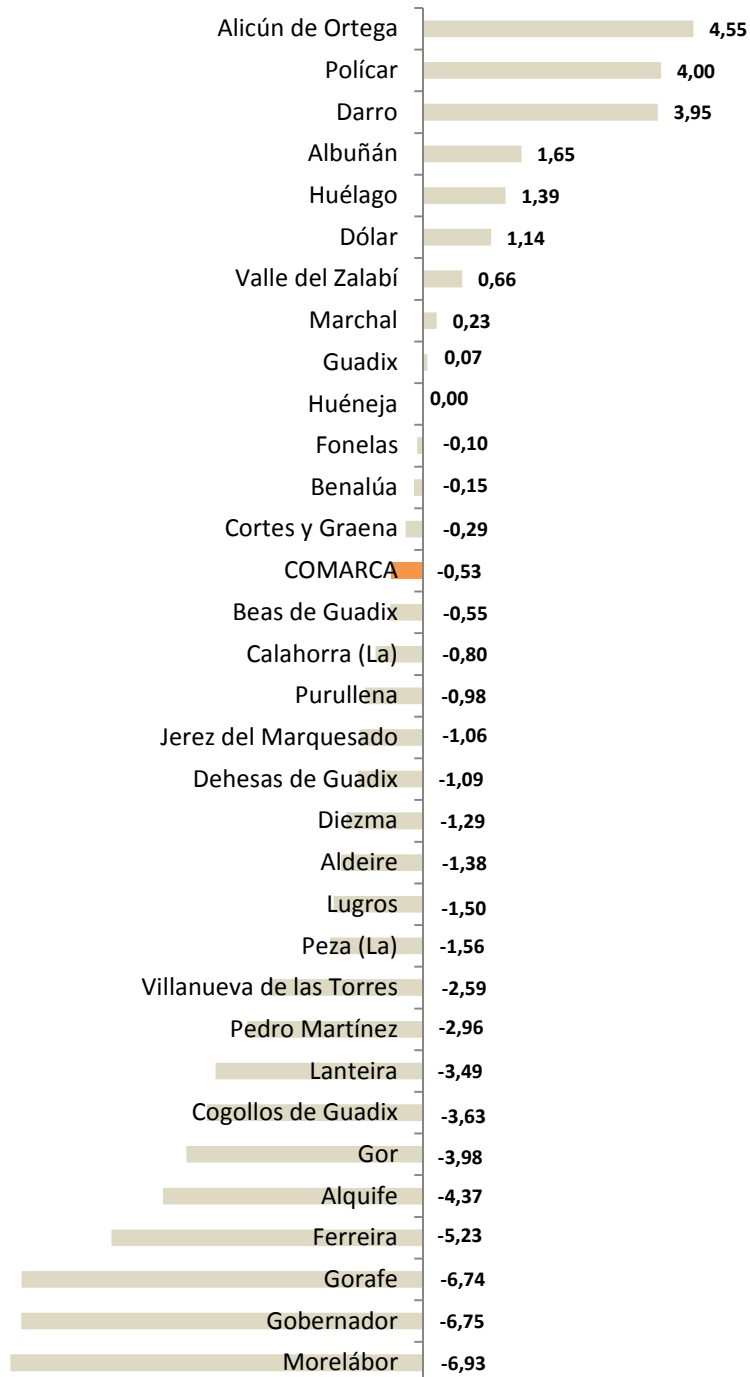 Alicún de Ortega 4,55
Polícar 4,00
Darro 3,95
Albuñán 1,65
Huélago 1,39
Dólar 1,14
Valle del Zalabí 0,66
Marchal 0,23
Guadix 0,07
Huéneja 0,00
Fonelas -0,10
Benalúa -0,15
Cortes y Graena -0,29
COMARCA -0,53
Beas de Guadix -0,55
Calahorra (La) -0,80
Purullena -0,98
Jerez del Marquesado -1,06
Dehesas de Guadix -1,09
Diezma -1,29
Aldeire -1,38
Lugros -1,50
Peza (La) -1,56
Villanueva de las Torres -2,59
Pedro Martínez -2,96
Lanteira -3,49
Cogollos de Guadix -3,63
Gor -3,98
Alquife -4,37
Ferreira -5,23
Gorafe -6,74
Gobernador -6,75
Morelábor -6,93